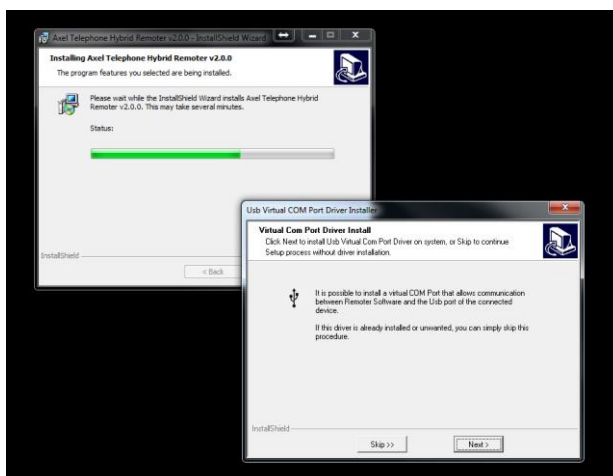 Axel Telephone Hybrid Remoter v2.0.0 - InstallShield Wizard
Installing Axel Telephone Hybrid Remoter v2.0.0
The program features you selected are being installed.
Please wait while the InstallShield Wizard installs Axel Telephone Hybrid
Remoter v2.0.0. This may take several minutes.
Status:
InstallShield
< Back
Usb Virtual COM Port Driver Installer
Virtual Com Port Driver Install
Click Next to install Usb Virtual Com Port Driver on system, or Skip to continue
Setup process without driver installation.
It is possible to install a virtual COM Port that allows communication
between Remoter Software and the Usb port of the connected
device.
If this driver is already installed or unwanted, you can simply skip this
procedure.
InstallShield
Skip >>
Next >